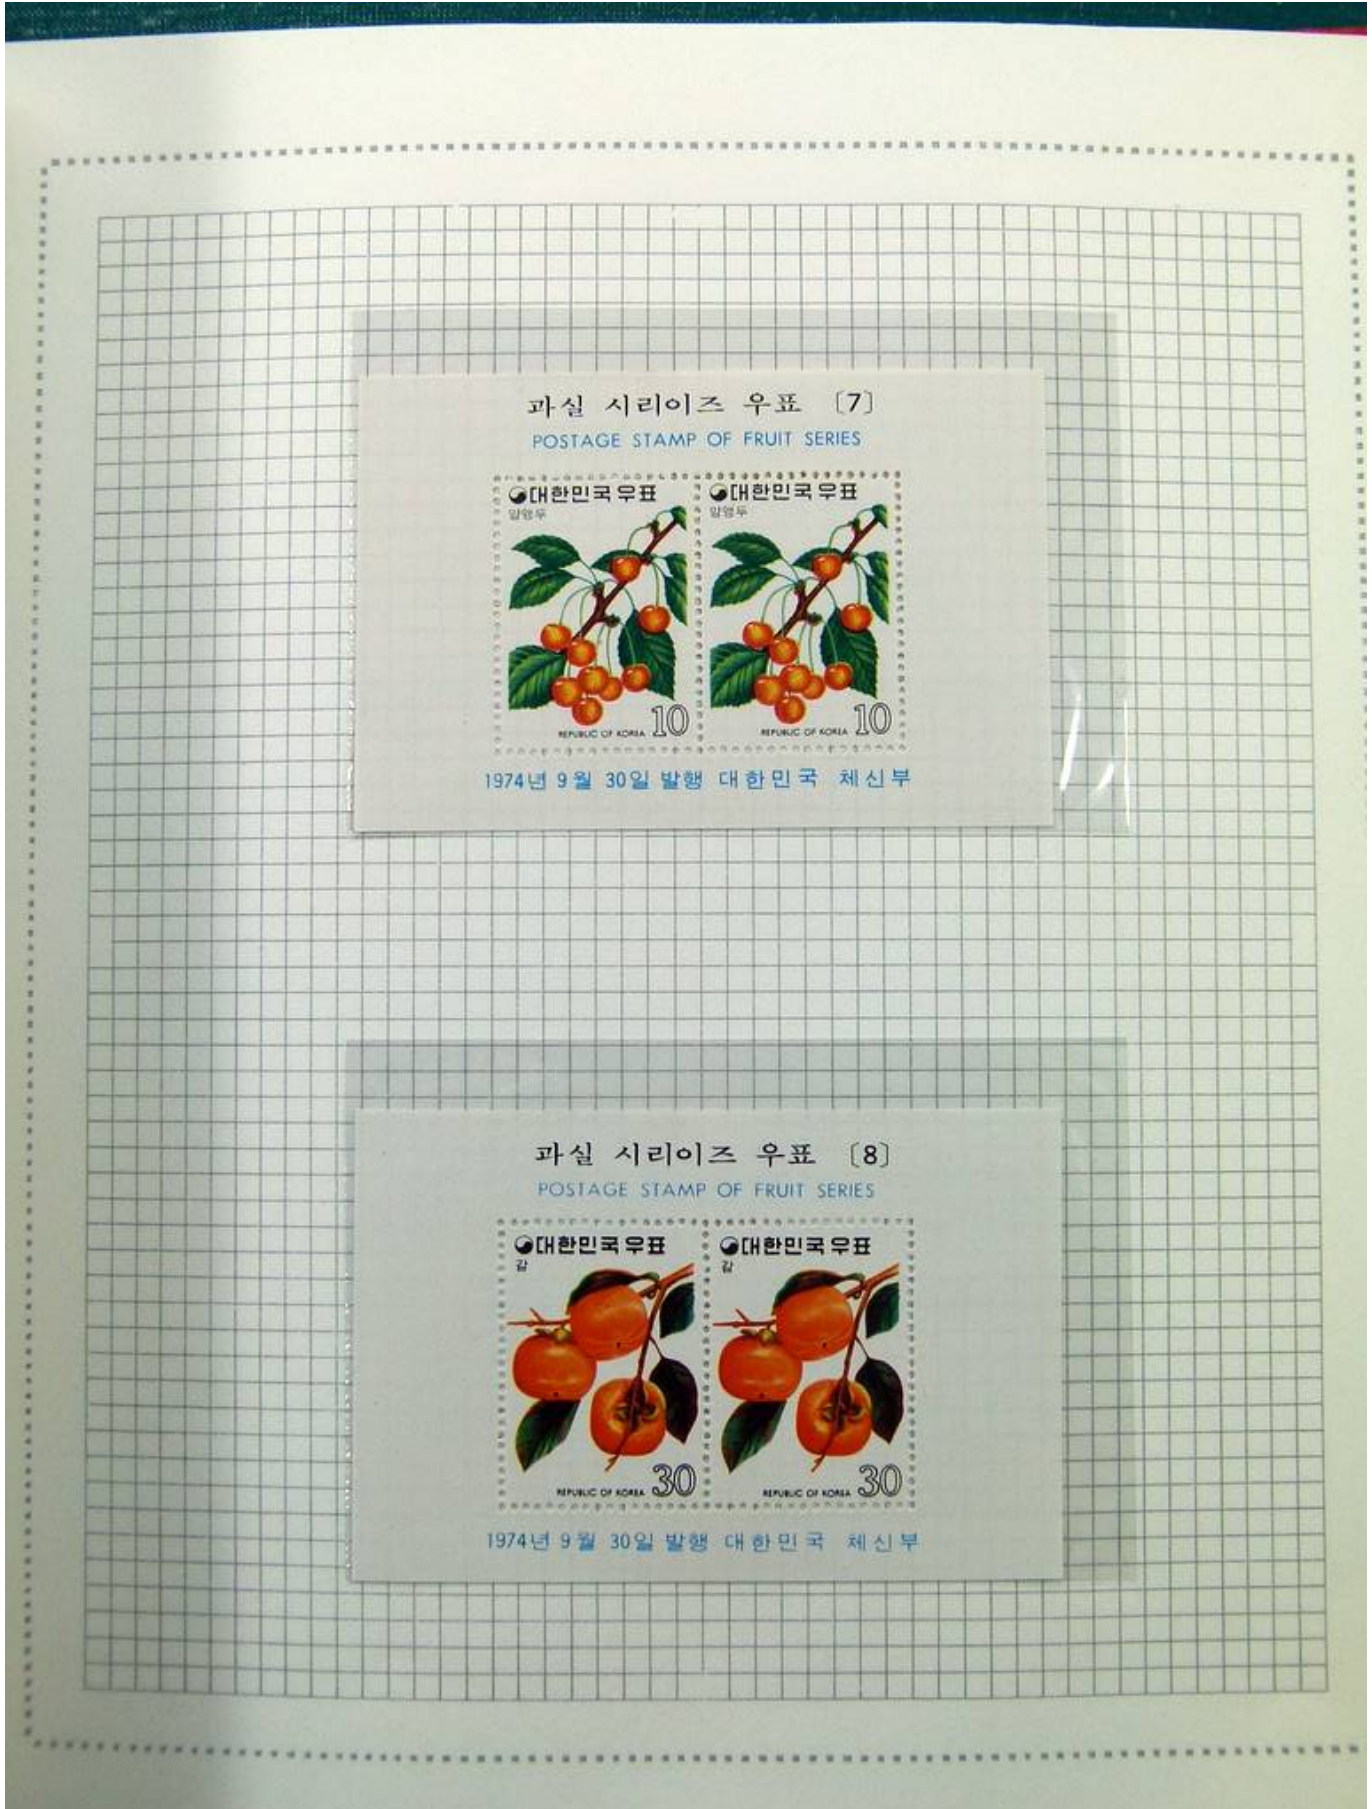 과실 시리이즈 우표 〔7〕
POSTAGE STAMP OF FRUIT SERIES
대한민국우표 대한민국우표
양앵두 양앵두
REPUBLIC OF KOREA 10 REPUBLIC OF KOREA 10
1974년 9월 30일 발행 대한민국 체신부
과실 시리이즈 우표 〔8〕
POSTAGE STAMP OF FRUIT SERIES
대한민국우표 대한민국우표
감 감
REPUBLIC OF KOREA 30 REPUBLIC OF KOREA 30
1974년 9월 30일 발행 대한민국 체신부